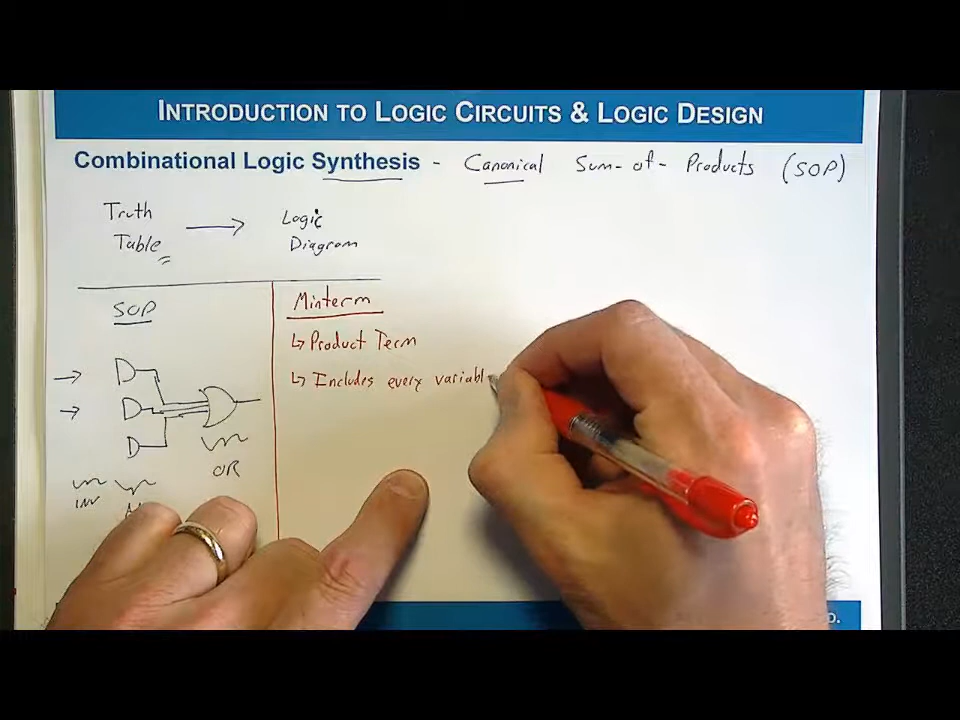 INTRODUCTION TO LOGIC CIRCUITS & LOGIC DESIGN
Combinational Logic Synthesis - Canonical Sum-of-Products (SOP)
Truth Table
Logic Diagram
SOP
OR
INV
Minterm
↳ Product Term
↳ Includes every variabl